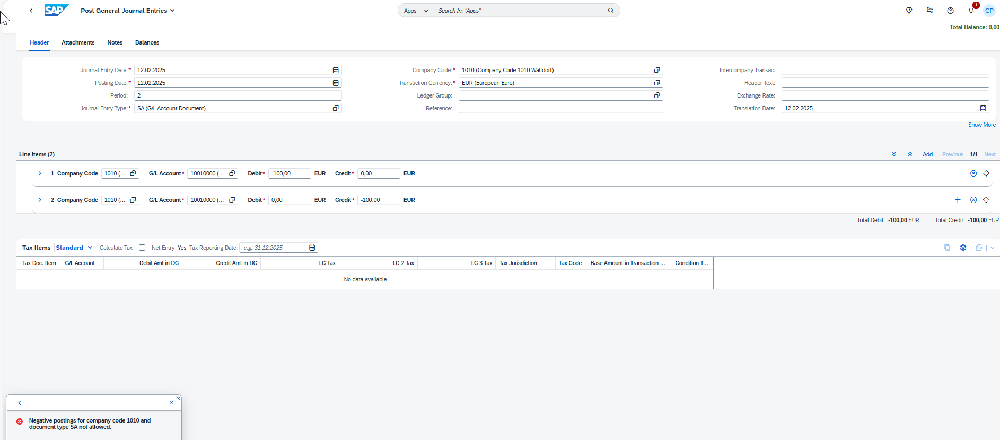 SAP Post General Journal Entries Apps Search In: "Apps" 1 CP
Total Balance: 0,00
Header Attachments Notes Balances
Journal Entry Date:* 12.02.2025 Company Code:* 1010 (Company Code 1010 Walldorf) Intercompany Transac:
Posting Date:* 12.02.2025 Transaction Currency:* EUR (European Euro) Header Text:
Period: 2 Ledger Group: Exchange Rate:
Journal Entry Type:* SA (G/L Account Document) Reference: Translation Date: 12.02.2025
Show More
Line Items (2) Add Previous 1/1 Next
1 Company Code 1010 (... G/L Account* 10010000 (... Debit* -100,00 EUR Credit* 0,00 EUR
2 Company Code 1010 (... G/L Account* 10010000 (... Debit* 0,00 EUR Credit* -100,00 EUR
Total Debit: -100,00 EUR Total Credit: -100,00 EUR
Tax Items Standard Calculate Tax Net Entry Yes Tax Reporting Date e.g. 31.12.2025
Tax Doc. Item G/L Account Debit Amt in DC Credit Amt in DC LC Tax LC 2 Tax LC 3 Tax Tax Jurisdiction Tax Code Base Amount in Transaction ... Condition T...
No data available
Negative postings for company code 1010 and
document type SA not allowed.